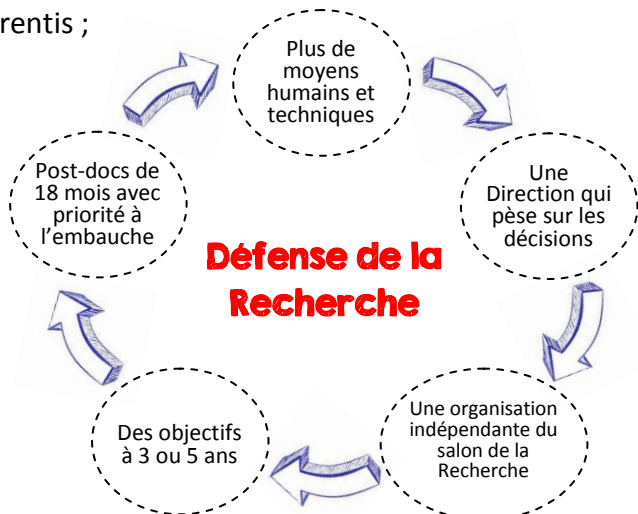 rentis ;
Plus de
moyens
humains et
techniques
Une
Direction qui
pèse sur les
décisions
Une organisation
indépendante du
salon de la
Recherche
Des objectifs
à 3 ou 5 ans
Post-docs de
18 mois avec
priorité à
l'embauche
Défense de la
Recherche